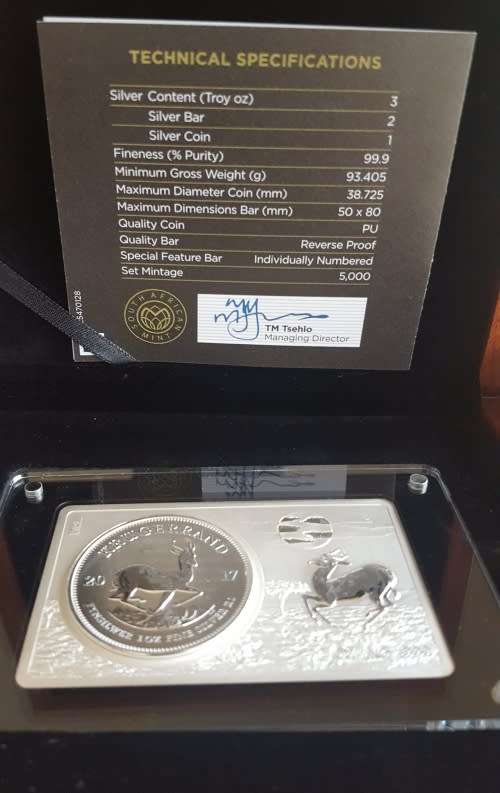 TECHNICAL SPECIFICATIONS
Silver Content (Troy oz) 3
Silver Bar 2
Silver Coin 1
Fineness (% Purity) 99.9
Minimum Gross Weight (g) 93.405
Maximum Diameter Coin (mm) 38.725
Maximum Dimensions Bar (mm) 50 x 80
Quality Coin PU
Quality Bar Reverse Proof
Special Feature Bar Individually Numbered
Set Mintage 5,000
SOUTH AFRICAN MINT
TM Tsehlo
Managing Director
5470128
KRUGERRAND
2017
FYNSILWER 1 OZ FINE SILVER